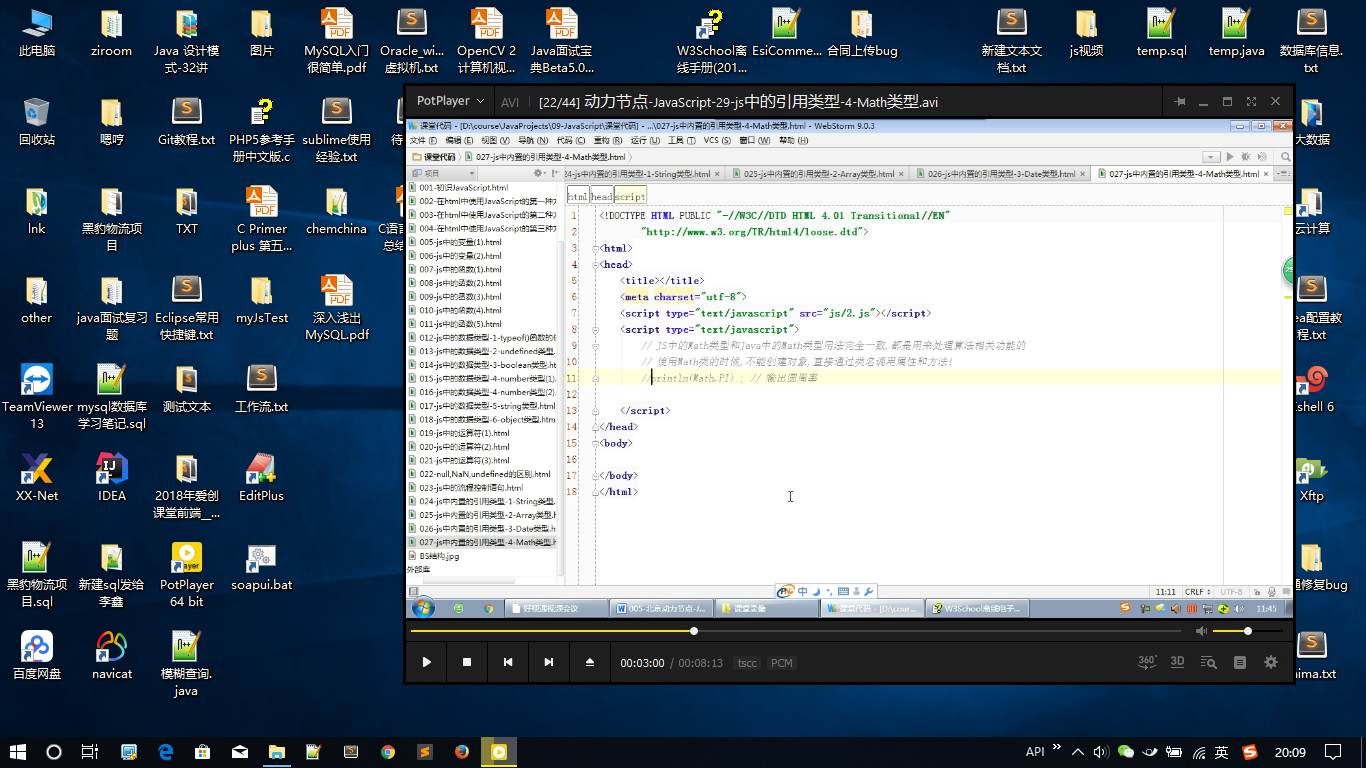 此电脑
ziroom
Java 设计模式-32讲
图片
MySQL入门很简单.pdf
Oracle_wi...虚拟机.txt
OpenCV 2 计算机视...
Java面试宝典Beta5.0...
W3School离线手册(201...
EsiComme...
合同上传bug
新建文本文档.txt
js视频
temp.sql
temp.java
数据库信息.txt
回收站
嗯哼
Git教程.txt
PHP5参考手册中文版.c
sublime使用经验.txt
大数据
lnk
黑豹物流项目
TXT
C Primer plus 第五...
chemchina
C语言
总结
云计算
other
java面试复习题
Eclipse常用快捷键.txt
myJsTest
深入浅出MySQL.pdf
ea配置教程.txt
TeamViewer 13
mysql数据库学习笔记.sql
测试文本
工作流.txt
shell 6
XX-Net
IDEA
2018年爱创课堂前端__...
EditPlus
Xftp
黑豹物流项目.sql
新建sql发给李鑫
PotPlayer 64 bit
soapui.bat
通修复bug
百度网盘
navicat
模糊查询.java
nima.txt
PotPlayer
AVI
[22/44] 动力节点-JavaScript-29-js中的引用类型-4-Math类型.avi
课堂代码 - [D:\course\JavaProjects\09-JavaScript\课堂代码] - ...\027-js中内置的引用类型-4-Math类型.html - WebStorm 9.0.3
文件 (F) 编辑 (E) 视图 (V) 导航 (N) 代码 (C) 重构 (R) 运行 (U) 工具 (T) VCS (S) 窗口 (W) 帮助 (H)
课堂代码 027-js中内置的引用类型-4-Math类型.html
项目
24-js中内置的引用类型-1-String类型.html
025-js中内置的引用类型-2-Array类型.html
026-js中内置的引用类型-3-Date类型.html
027-js中内置的引用类型-4-Math类型.html
html head script
001-初识JavaScript.html
002-在html中使用JavaScript的第一种方
003-在html中使用JavaScript的第二种方
004-在html中使用JavaScript的第三种方
005-js中的变量(1).html
006-js中的变量(2).html
007-js中的函数(1).html
008-js中的函数(2).html
009-js中的函数(3).html
010-js中的函数(4).html
011-js中的函数(5).html
012-js中的数据类型-1-typeof()函数的使
013-js中的数据类型-2-undefined类型.
014-js中的数据类型-3-boolean类型.ht
015-js中的数据类型-4-number类型(1).
016-js中的数据类型-4-number类型(2).
017-js中的数据类型-5-string类型.html
018-js中的数据类型-6-object类型.html
019-js中的运算符(1).html
020-js中的运算符(2).html
021-js中的运算符(3).html
022-null,NaN,undefined的区别.html
023-js中的流程控制语句.html
024-js中内置的引用类型-1-String类型.
025-js中内置的引用类型-2-Array类型.h
026-js中内置的引用类型-3-Date类型.h
027-js中内置的引用类型-4-Math类型.h
BS结构.jpg
外部库
1 <!DOCTYPE HTML PUBLIC "-//W3C//DTD HTML 4.01 Transitional//EN"
2 "http://www.w3.org/TR/html4/loose.dtd">
3 <html>
4 <head>
5 <title></title>
6 <meta charset="utf-8">
7 <script type="text/javascript" src="js/2.js"></script>
8 <script type="text/javascript">
9 // JS中的Math类型和Java中的Math类型用法完全一致,都是用来处理算法相关功能的
10 // 使用Math类的时候,不能创建对象,直接通过类名调用属性和方法!
11 //println(Math.PI) ; // 输出圆周率
12
13 </script>
14 </head>
15 <body>
16
17 </body>
18 </html>
中
11:11 CRLF UTF-8
好视通视频会议
005-北京动力节点-J...
课堂录像
课堂代码 - [D:\cour...
W3School离线电子...
11:45
00:03:00 / 00:08:13 tscc PCM
360° 3D
API
英
20:09